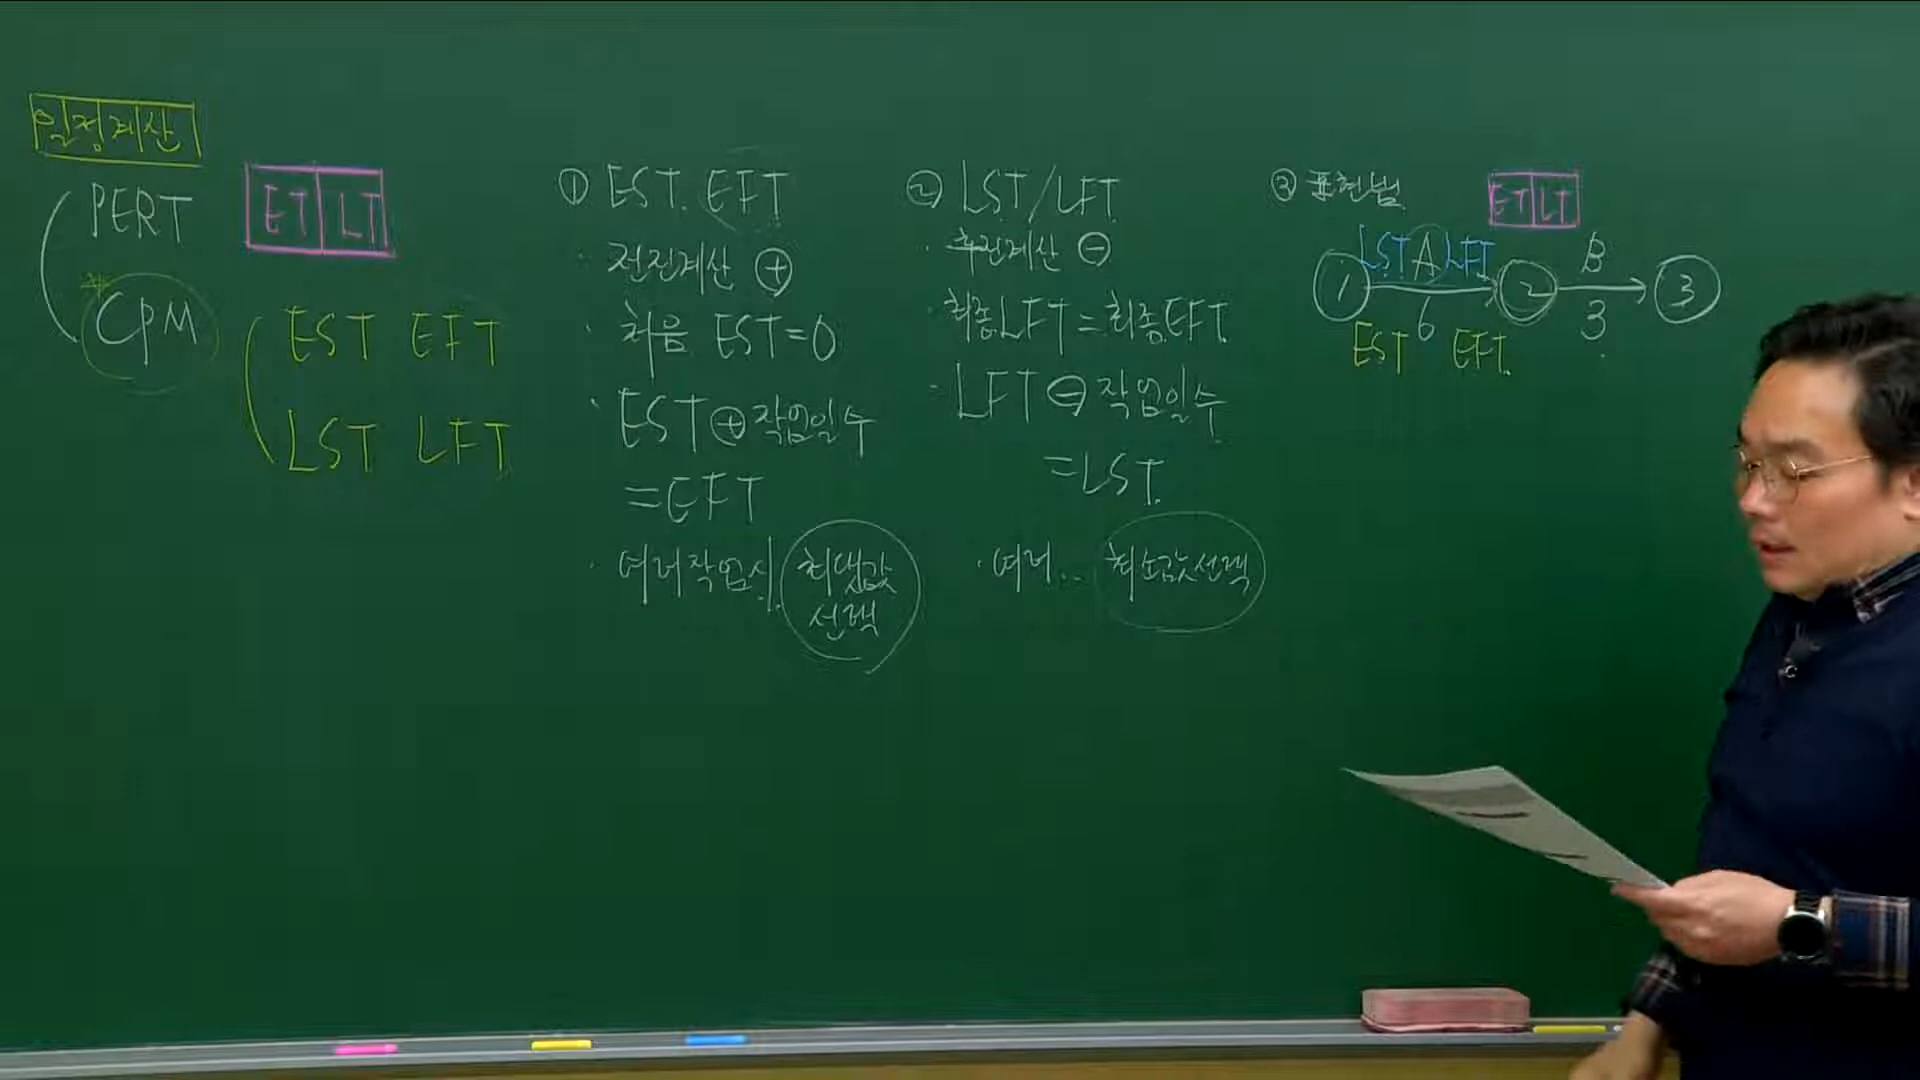 일정계산
PERT
CPM
ET LT
EST EFT
LST LFT
① EST. EFT
· 전진계산 ⊕
· 처음 EST=0
· EST⊕작업일수
=EFT
· 여러작업시 최댓값
선택
② LST/LFT
· 후진계산 ⊖
· 최종LFT=최종EFT
· LFT⊖작업일수
=LST.
· 여러.. 최솟값선택
③ 표현법
ET LT
LST A LFT B
1 2 3
6 3
EST EFT